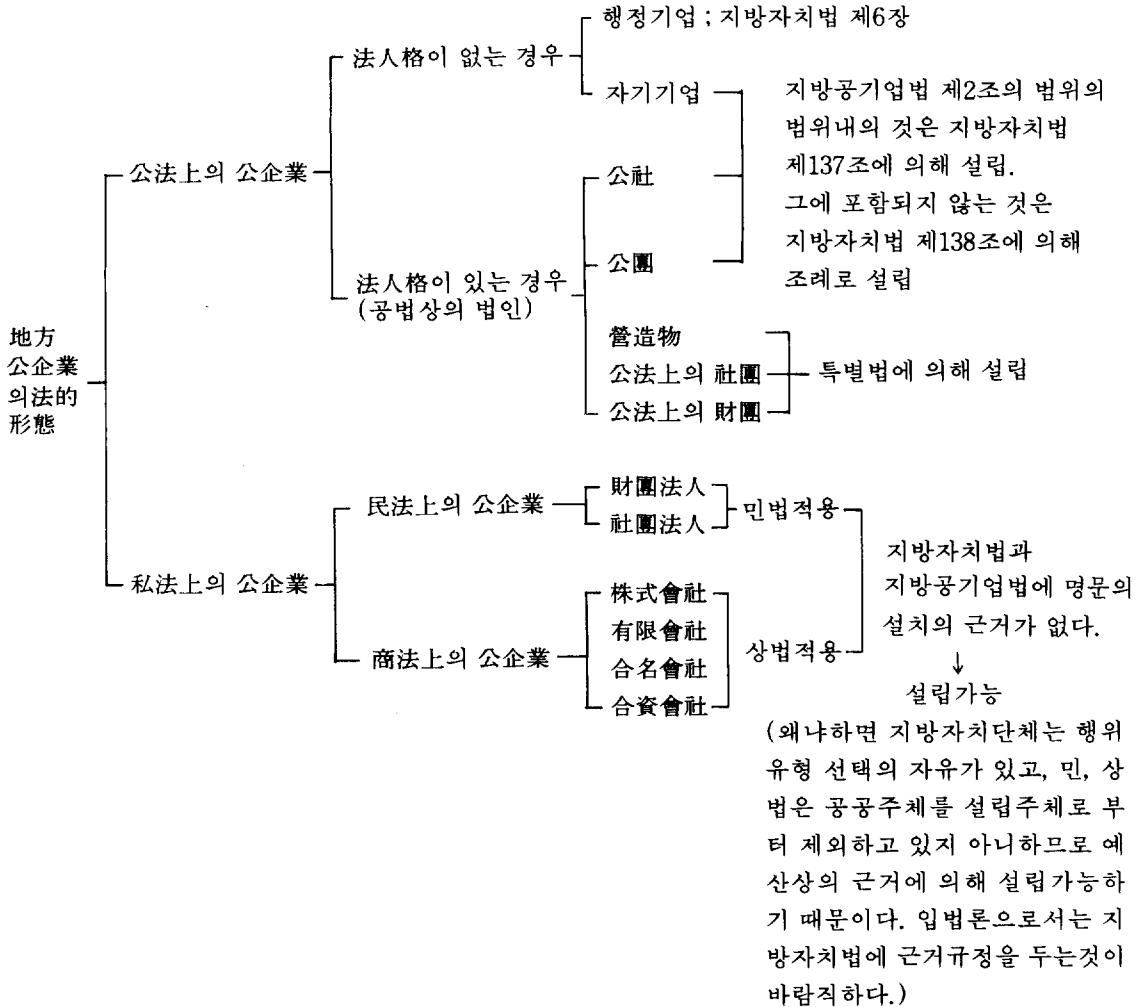 행정기업 ; 지방자치법 제6장
法人格이 없는 경우
자기기업
지방공기업법 제2조의 범위의
범위내의 것은 지방자치법
제137조에 의해 설립.
그에 포함되지 않는 것은
지방자치법 제138조에 의해
조례로 설립
公法上의 公企業
公社
公團
法人格이 있는 경우
(공법상의 법인)
營造物
公法上의 社團
公法上의 財團
특별법에 의해 설립
地方
公企業
의法的
形態
民法上의 公企業
財團法人
社團法人
민법적용
私法上의 公企業
지방자치법과
지방공기업법에 명문의
설치의 근거가 없다.
株式會社
有限會社
合名會社
合資會社
商法上의 公企業
상법적용
↓
설립가능
(왜냐하면 지방자치단체는 행위
유형 선택의 자유가 있고, 민, 상
법은 공공주체를 설립주체로 부
터 제외하고 있지 아니하므로 예
산상의 근거에 의해 설립가능하
기 때문이다. 입법론으로서는 지
방자치법에 근거규정을 두는것이
바람직하다.)